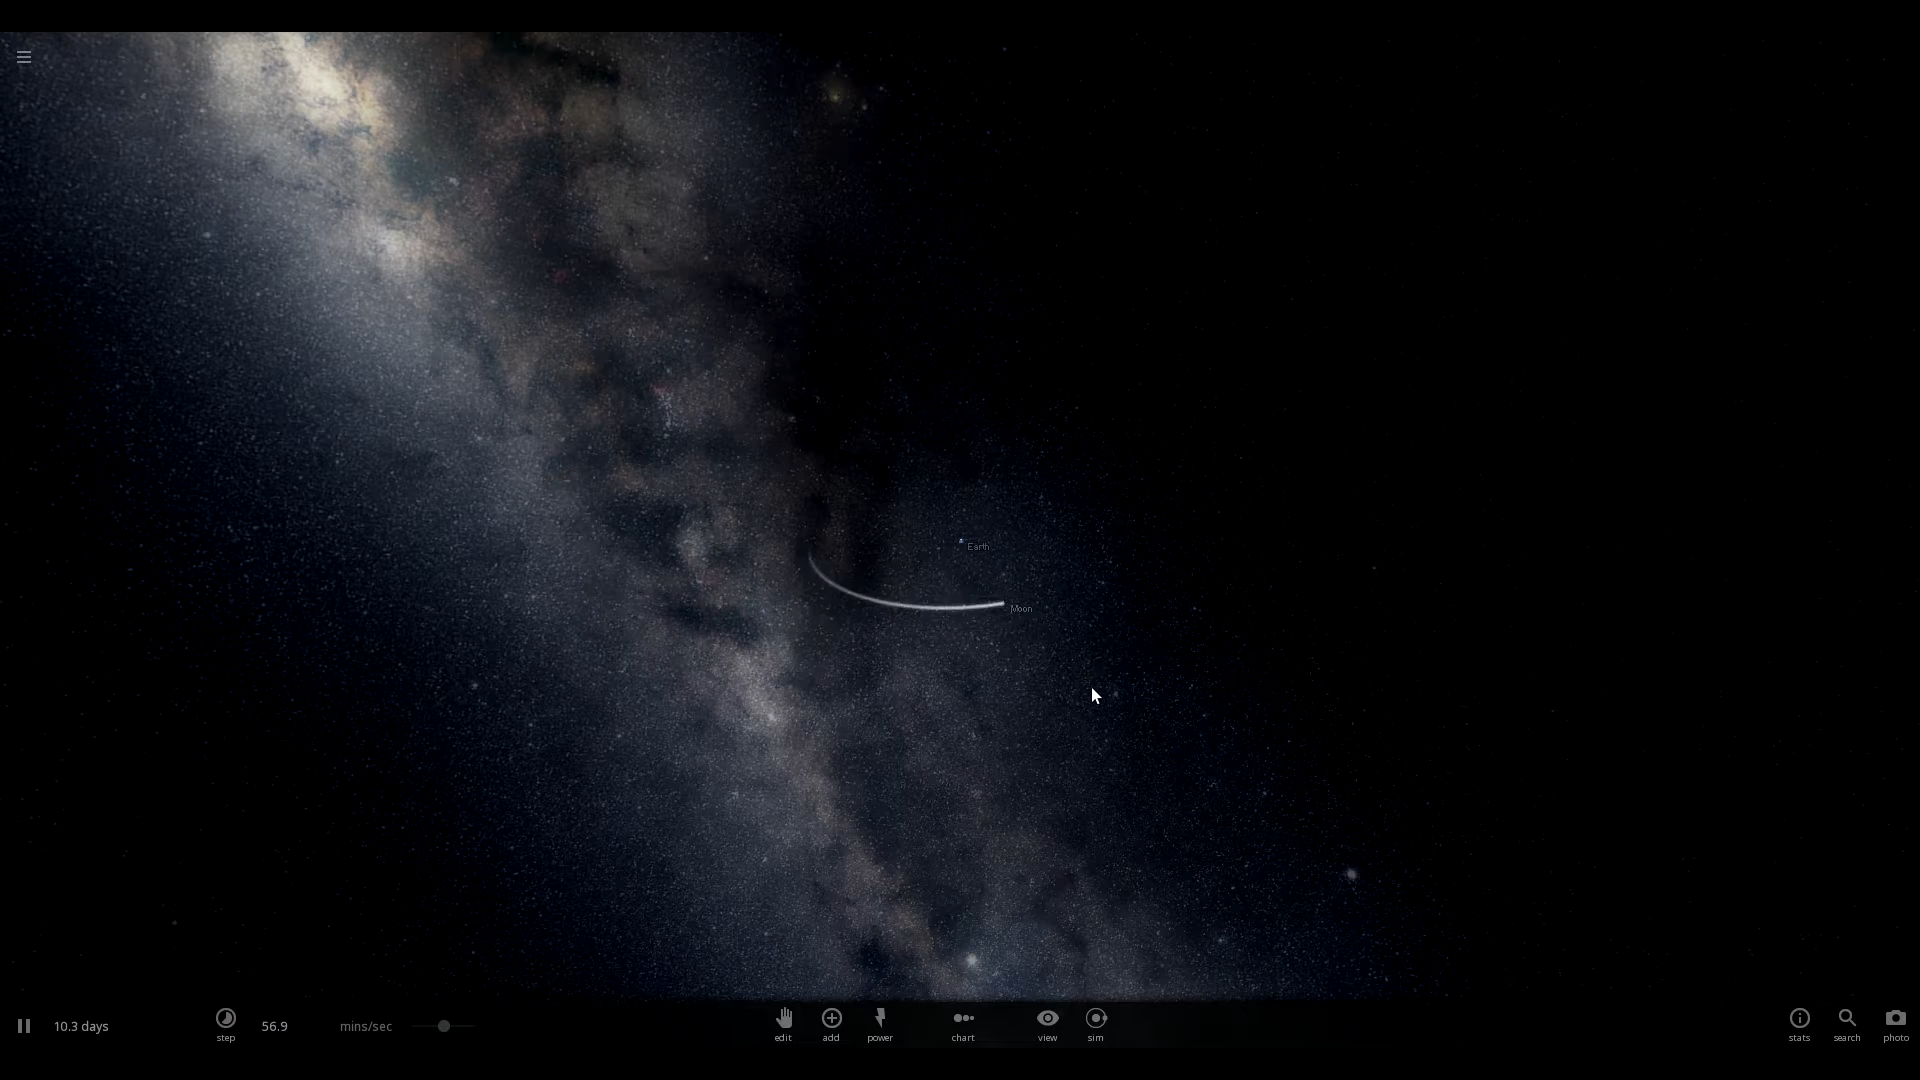 Earth
Moon
10.3 days
step
56.9
mins/sec
edit
add
power
chart
view
sim
stats
search
photo